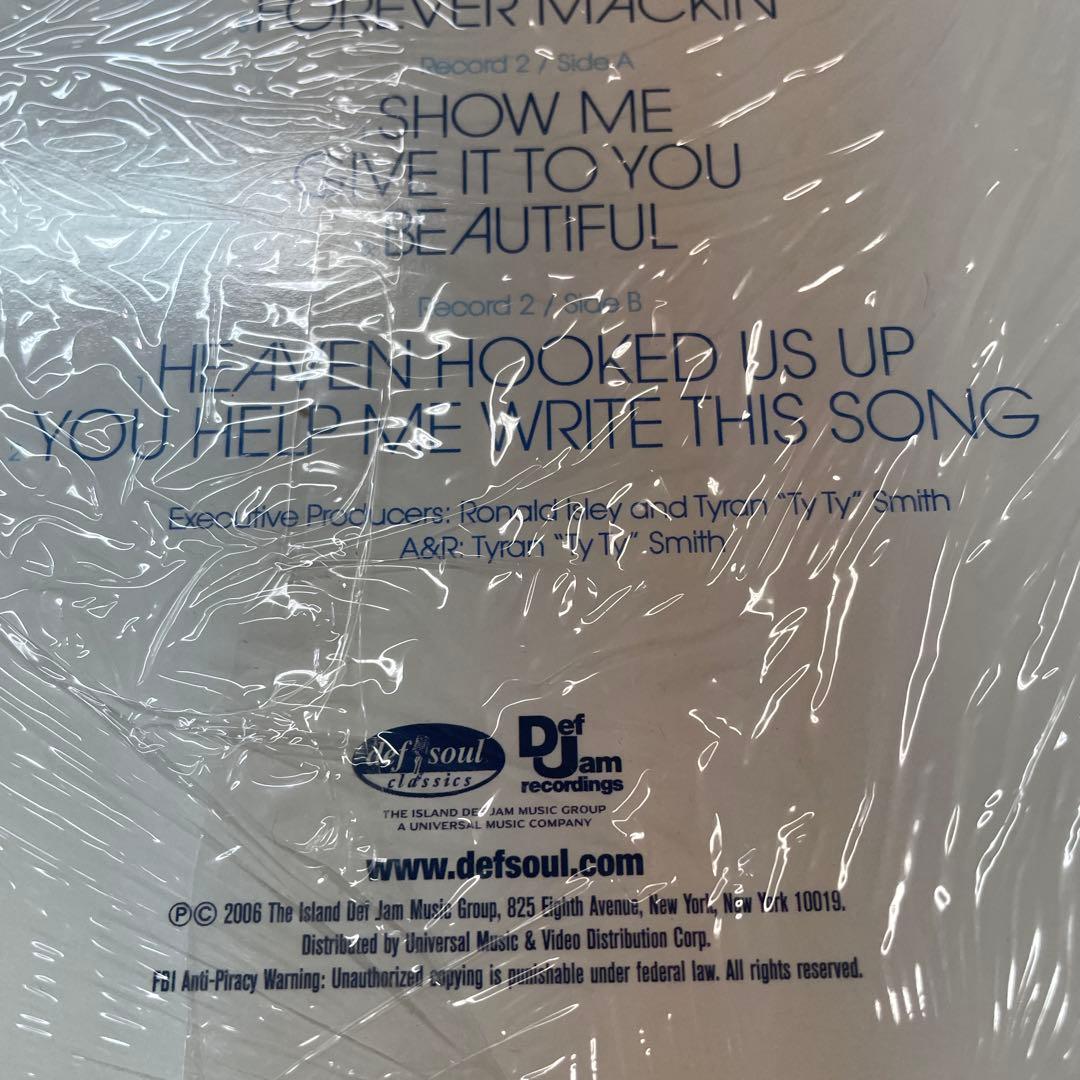 FOREVER MACKIN'
Record 2 / Side A
SHOW ME
GIVE IT TO YOU
BEAUTIFUL
Record 2 / Side B
1 HEAVEN HOOKED US UP
2 YOU HELP ME WRITE THIS SONG
Executive Producers: Ronald Isley and Tyran "Ty Ty" Smith
A&R: Tyran "Ty Ty" Smith
def soul
classics
Def
Jam
recordings
THE ISLAND DEF JAM MUSIC GROUP
A UNIVERSAL MUSIC COMPANY
www.defsoul.com
℗© 2006 The Island Def Jam Music Group, 825 Eighth Avenue, New York, New York 10019.
Distributed by Universal Music & Video Distribution Corp.
FBI Anti-Piracy Warning: Unauthorized copying is punishable under federal law. All rights reserved.